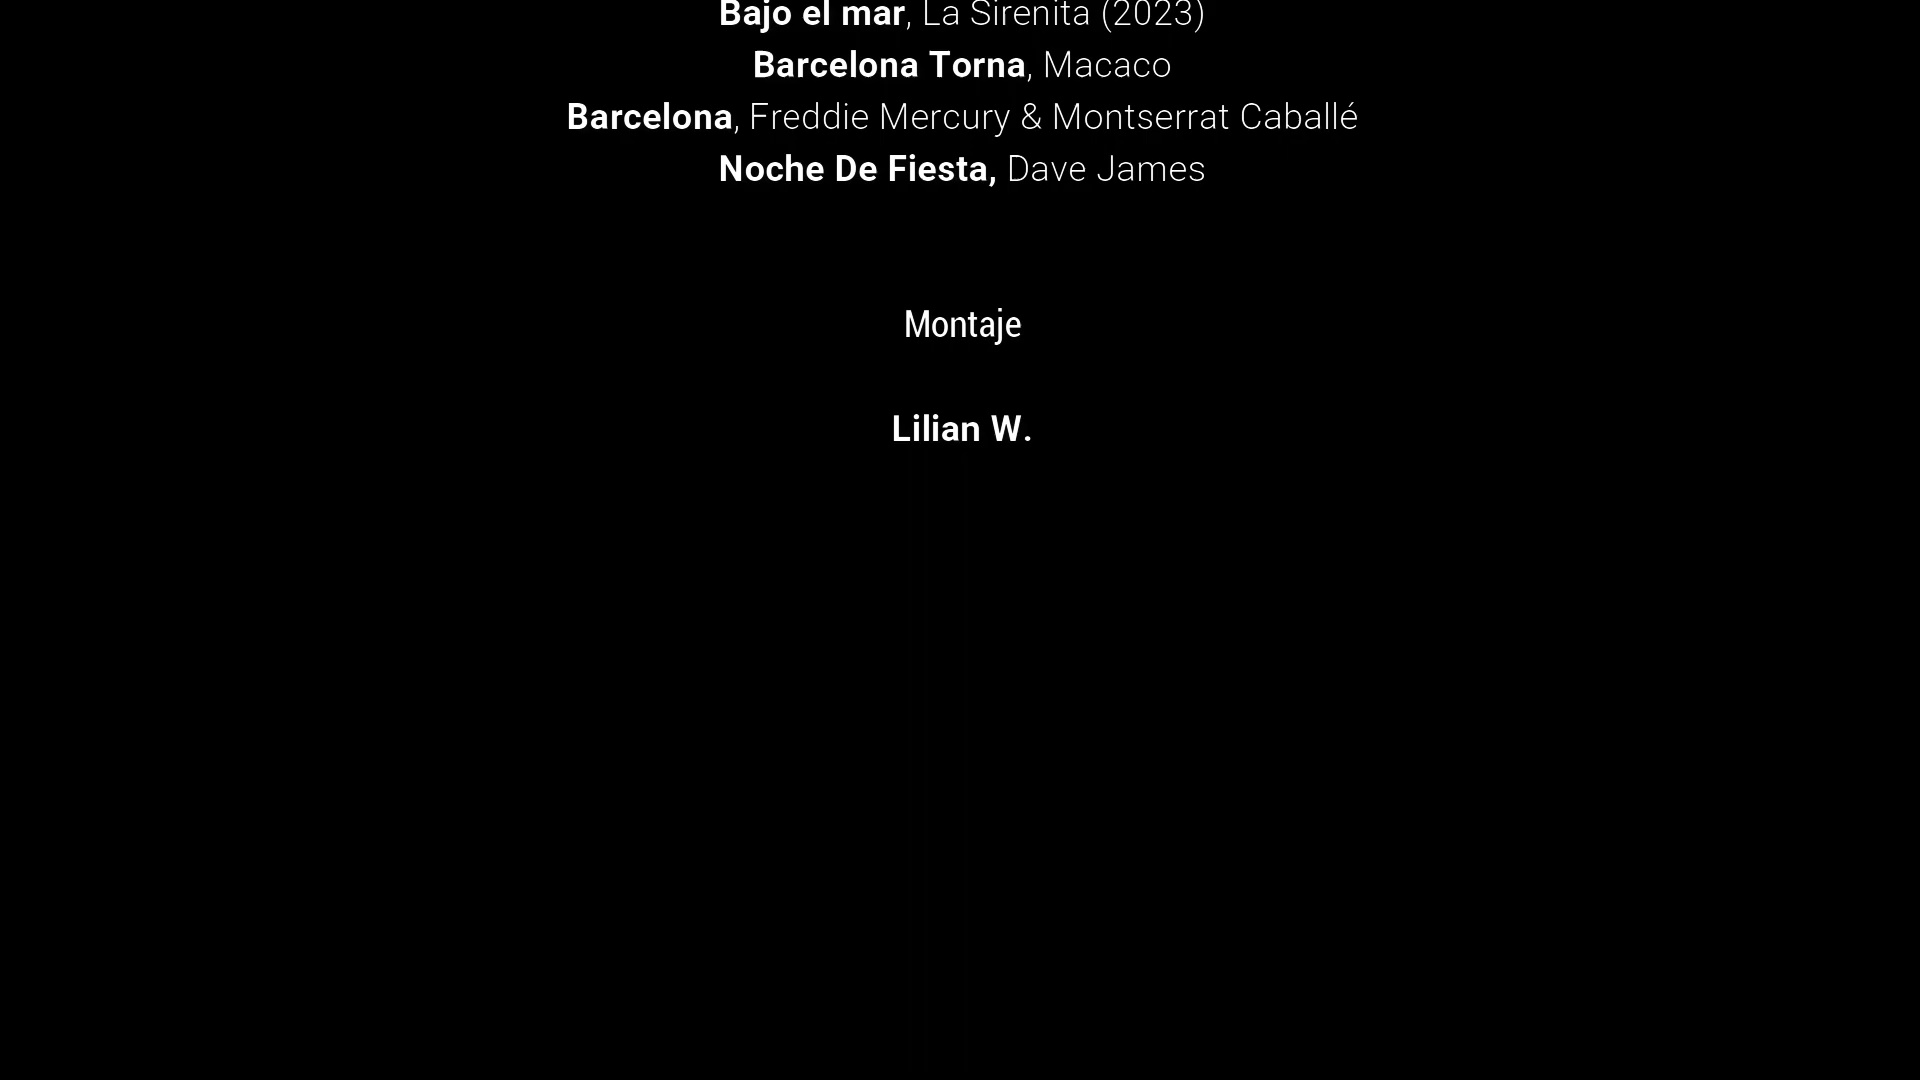 Bajo el mar, La Sirenita (2023)
Barcelona Torna, Macaco
Barcelona, Freddie Mercury & Montserrat Caballé
Noche De Fiesta, Dave James
Montaje
Lilian W.